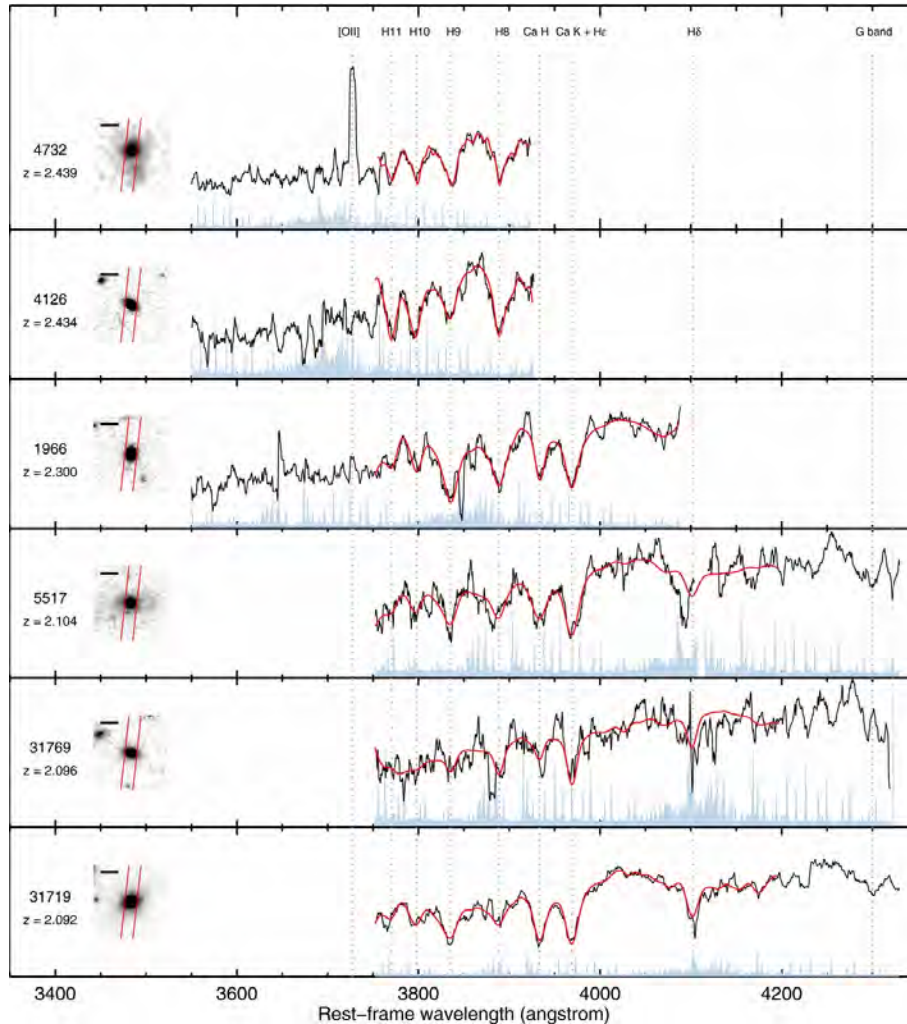 [OII] H11 H10 H9 H8 Ca H Ca K + Hε Hδ G band
4732
z = 2.439
4126
z = 2.434
1966
z = 2.300
5517
z = 2.104
31769
z = 2.096
31719
z = 2.092
3400 3600 3800 4000 4200
Rest-frame wavelength (angstrom)